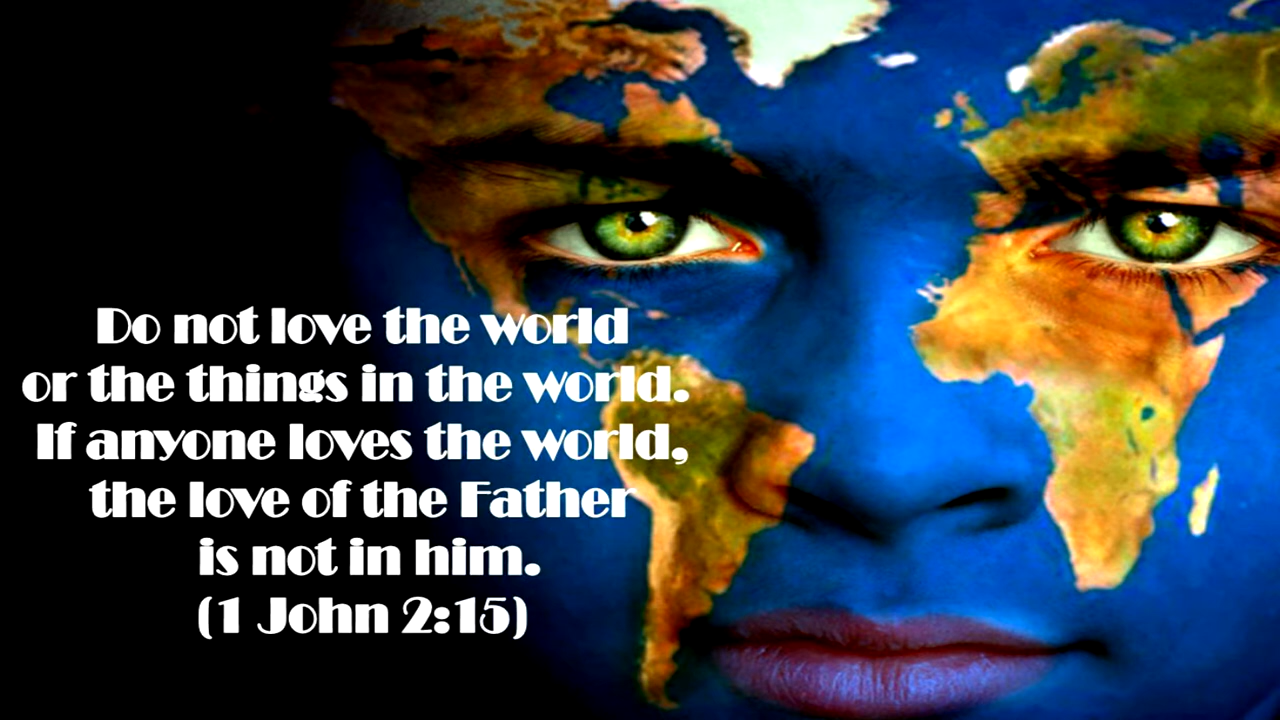 Do not love the world
or the things in the world.
If anyone loves the world,
the love of the Father
is not in him.
(1 John 2:15)